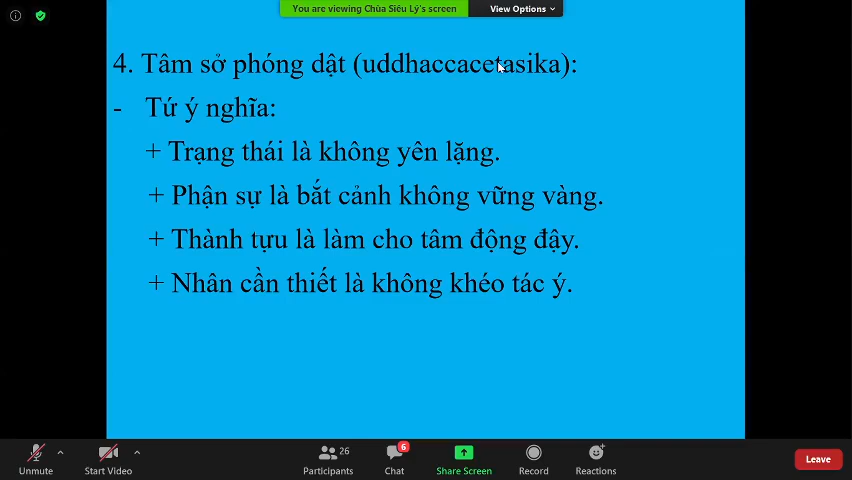 You are viewing Chùa Siêu Lý's screen
View Options
4. Tâm sở phóng dật (uddhaccacetasika):
- Tứ ý nghĩa:
+ Trạng thái là không yên lặng.
+ Phận sự là bắt cảnh không vững vàng.
+ Thành tựu là làm cho tâm động đậy.
+ Nhân cần thiết là không khéo tác ý.
Unmute
Start Video
26
Participants
6
Chat
Share Screen
Record
Reactions
Leave